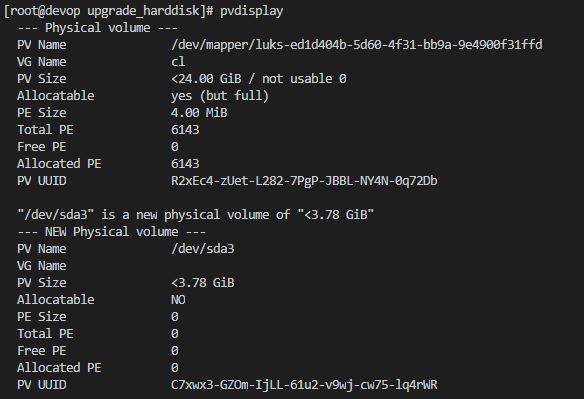 [root@devop upgrade_harddisk]# pvdisplay
--- Physical volume ---
PV Name /dev/mapper/luks-ed1d404b-5d60-4f31-bb9a-9e4900f31ffd
VG Name cl
PV Size <24.00 GiB / not usable 0
Allocatable yes (but full)
PE Size 4.00 MiB
Total PE 6143
Free PE 0
Allocated PE 6143
PV UUID R2xEc4-zUet-L282-7PgP-JBBL-NY4N-0q72Db
"/dev/sda3" is a new physical volume of "<3.78 GiB"
--- NEW Physical volume ---
PV Name /dev/sda3
VG Name
PV Size <3.78 GiB
Allocatable NO
PE Size 0
Total PE 0
Free PE 0
Allocated PE 0
PV UUID C7xwx3-GZOm-IjLL-61u2-v9wj-cw75-lq4rWR